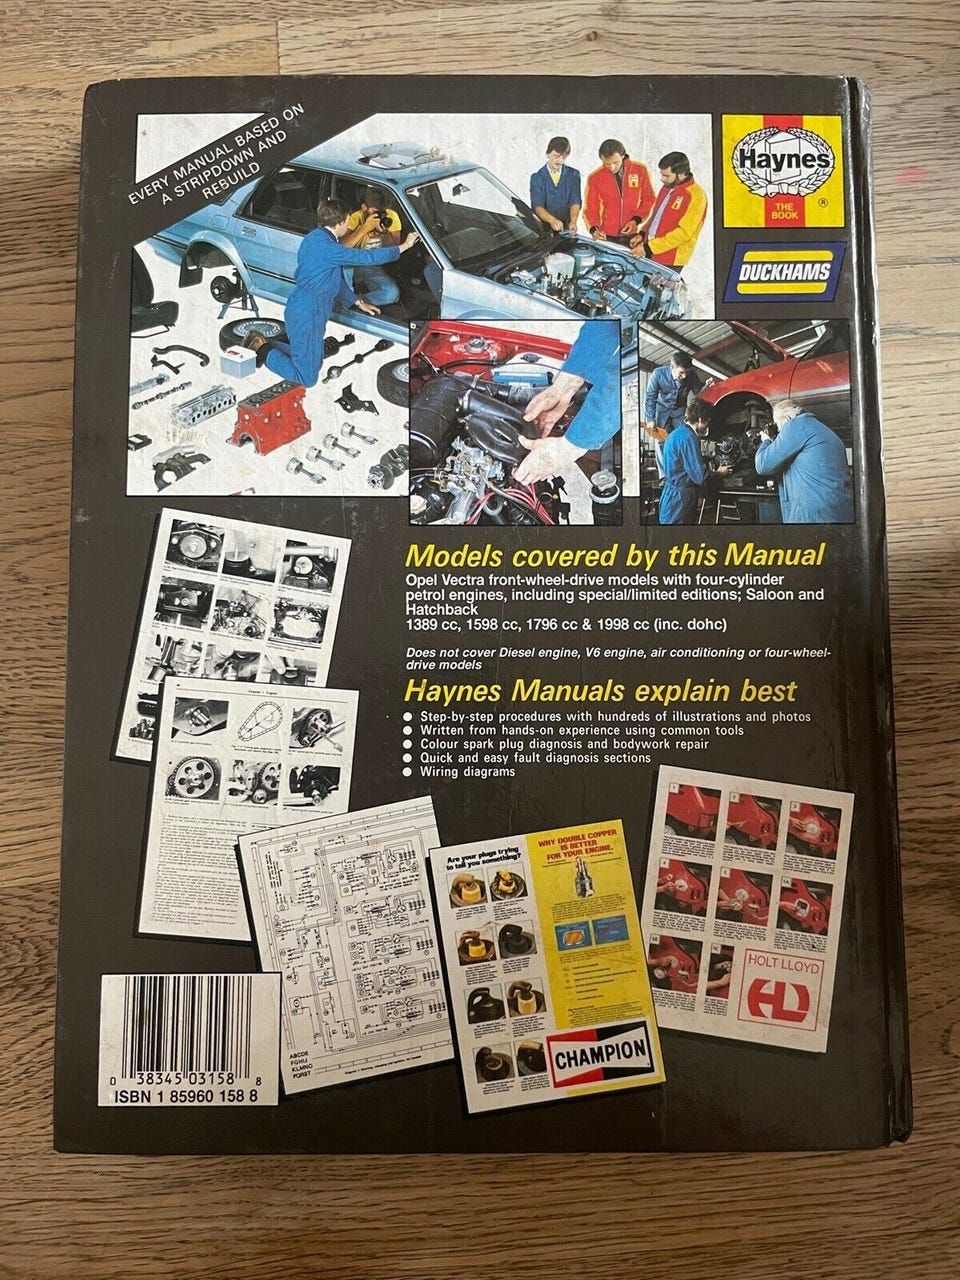 EVERY MANUAL BASED ON
A STRIPDOWN AND
REBUILD
Haynes
THE
BOOK
®
DUCKHAMS
Models covered by this Manual
Opel Vectra front-wheel-drive models with four-cylinder
petrol engines, including special/limited editions; Saloon and
Hatchback
1389 cc, 1598 cc, 1796 cc & 1998 cc (inc. dohc)
Does not cover Diesel engine, V6 engine, air conditioning or four-wheel-
drive models
Haynes Manuals explain best
Step-by-step procedures with hundreds of illustrations and photos
Written from hands-on experience using common tools
Colour spark plug diagnosis and bodywork repair
Quick and easy fault diagnosis sections
Wiring diagrams
Are your plugs trying
to tell you something?
WHY DOUBLE COPPER
IS BETTER
FOR YOUR ENGINE.
CHAMPION
HOLT LLOYD
ABCDE
FGHIJ
KLMNO
PQRST
0 38345 03158 8
ISBN 1 85960 158 8